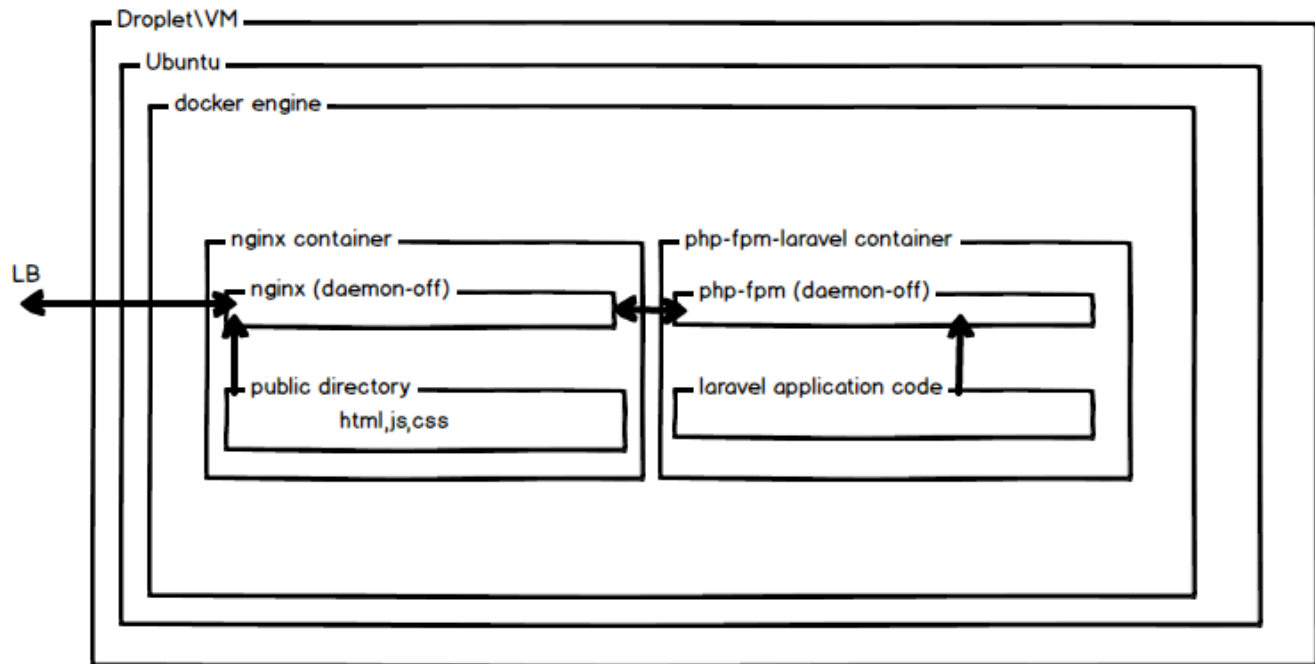 Droplet\VM
Ubuntu
docker engine
nginx container
php-fpm-laravel container
LB
nginx (daemon-off)
php-fpm (daemon-off)
public directory
laravel application code
html,js,css